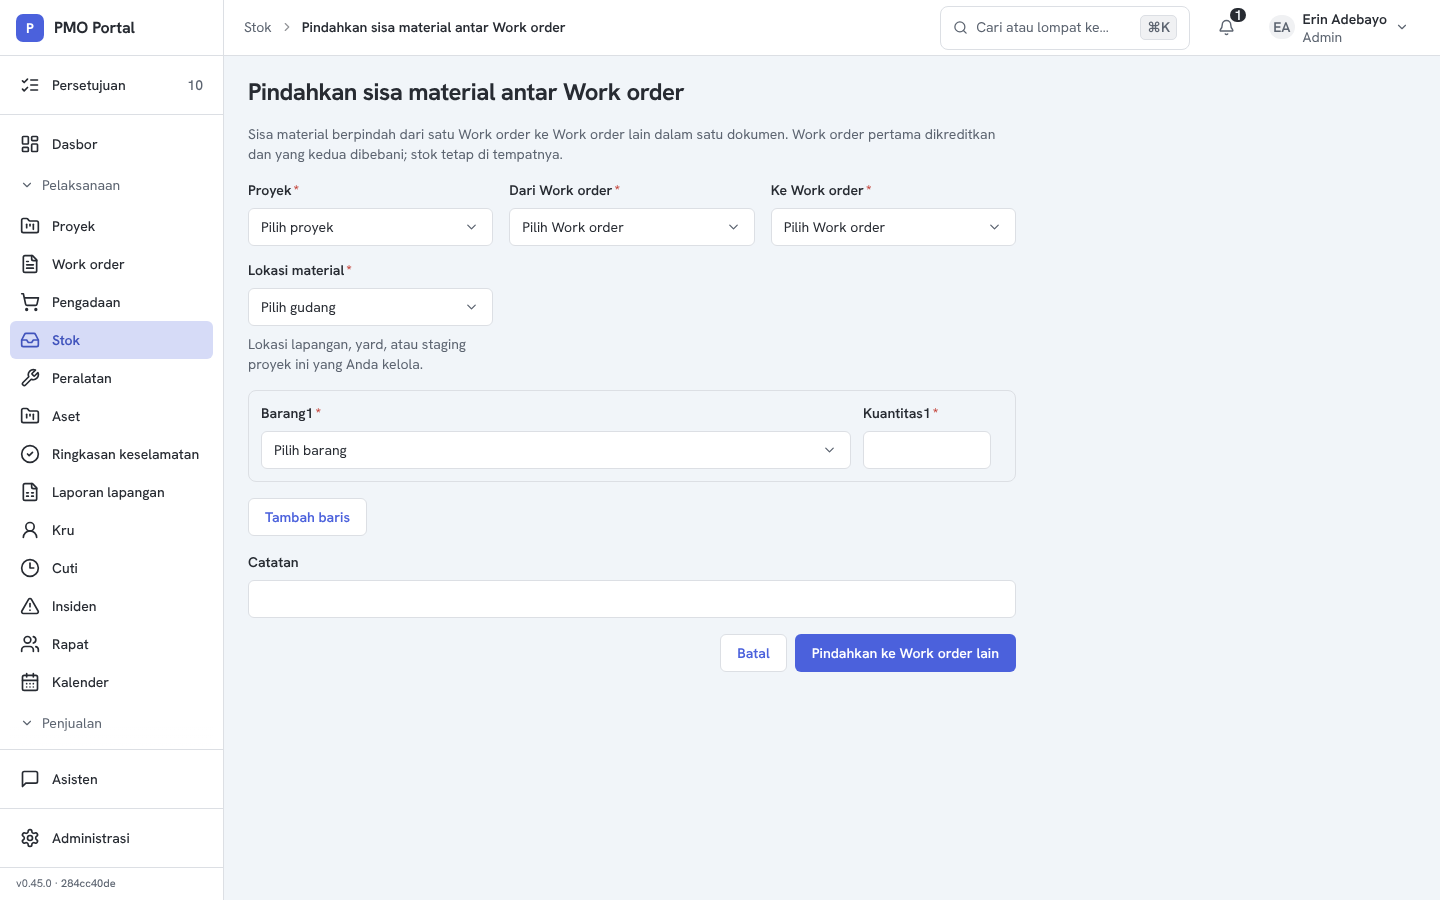 P
PMO Portal
Stok
Pindahkan sisa material antar Work order
Cari atau lompat ke...
⌘K
1
EA
Erin Adebayo
Admin
Persetujuan
10
Dasbor
Pelaksanaan
Proyek
Work order
Pengadaan
Stok
Peralatan
Aset
Ringkasan keselamatan
Laporan lapangan
Kru
Cuti
Insiden
Rapat
Kalender
Penjualan
Asisten
Administrasi
v0.45.0 · 284cc40de
Pindahkan sisa material antar Work order
Sisa material berpindah dari satu Work order ke Work order lain dalam satu dokumen. Work order pertama dikreditkan
dan yang kedua dibebani; stok tetap di tempatnya.
Proyek*
Dari Work order*
Ke Work order*
Pilih proyek
Pilih Work order
Pilih Work order
Lokasi material*
Pilih gudang
Lokasi lapangan, yard, atau staging
proyek ini yang Anda kelola.
Barang1*
Kuantitas1*
Pilih barang
Tambah baris
Catatan
Batal
Pindahkan ke Work order lain